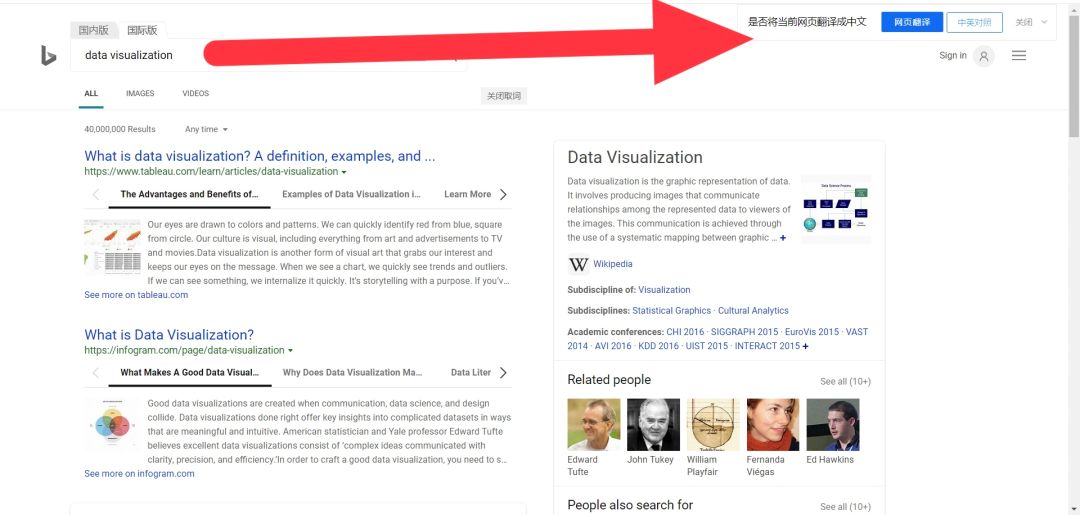 是否将当前网页翻译成中文 网页翻译 中英对照 关闭
国内版 国际版
data visualization
Sign in
ALL IMAGES VIDEOS
关闭取词
40,000,000 Results Any time
What is data visualization? A definition, examples, and ...
https://www.tableau.com/learn/articles/data-visualization
The Advantages and Benefits of... Examples of Data Visualization i... Learn More
Our eyes are drawn to colors and patterns. We can quickly identify red from blue, square
from circle. Our culture is visual, including everything from art and advertisements to TV
and movies.Data visualization is another form of visual art that grabs our interest and
keeps our eyes on the message. When we see a chart, we quickly see trends and outliers.
If we can see something, we internalize it quickly. It's storytelling with a purpose. If you'v...
See more on tableau.com
What is Data Visualization?
https://infogram.com/page/data-visualization
What Makes A Good Data Visual... Why Does Data Visualization Ma... Data Liter
Good data visualizations are created when communication, data science, and design
collide. Data visualizations done right offer key insights into complicated datasets in ways
that are meaningful and intuitive. American statistician and Yale professor Edward Tufte
believes excellent data visualizations consist of 'complex ideas communicated with
clarity, precision, and efficiency.'In order to craft a good data visualization, you need to s...
See more on infogram.com
Data Visualization
Data visualization is the graphic representation of data.
It involves producing images that communicate
relationships among the represented data to viewers of
the images. This communication is achieved through
the use of a systematic mapping between graphic ... +
Data Science Process
W Wikipedia
Subdiscipline of: Visualization
Subdisciplines: Statistical Graphics · Cultural Analytics
Academic conferences: CHI 2016 · SIGGRAPH 2015 · EuroVis 2015 · VAST
2014 · AVI 2016 · KDD 2016 · UIST 2015 · INTERACT 2015 +
Related people See all (10+)
Edward
Tufte
John Tukey
William
Playfair
Fernanda
Viégas
Ed Hawkins
People also search for See all (10+)